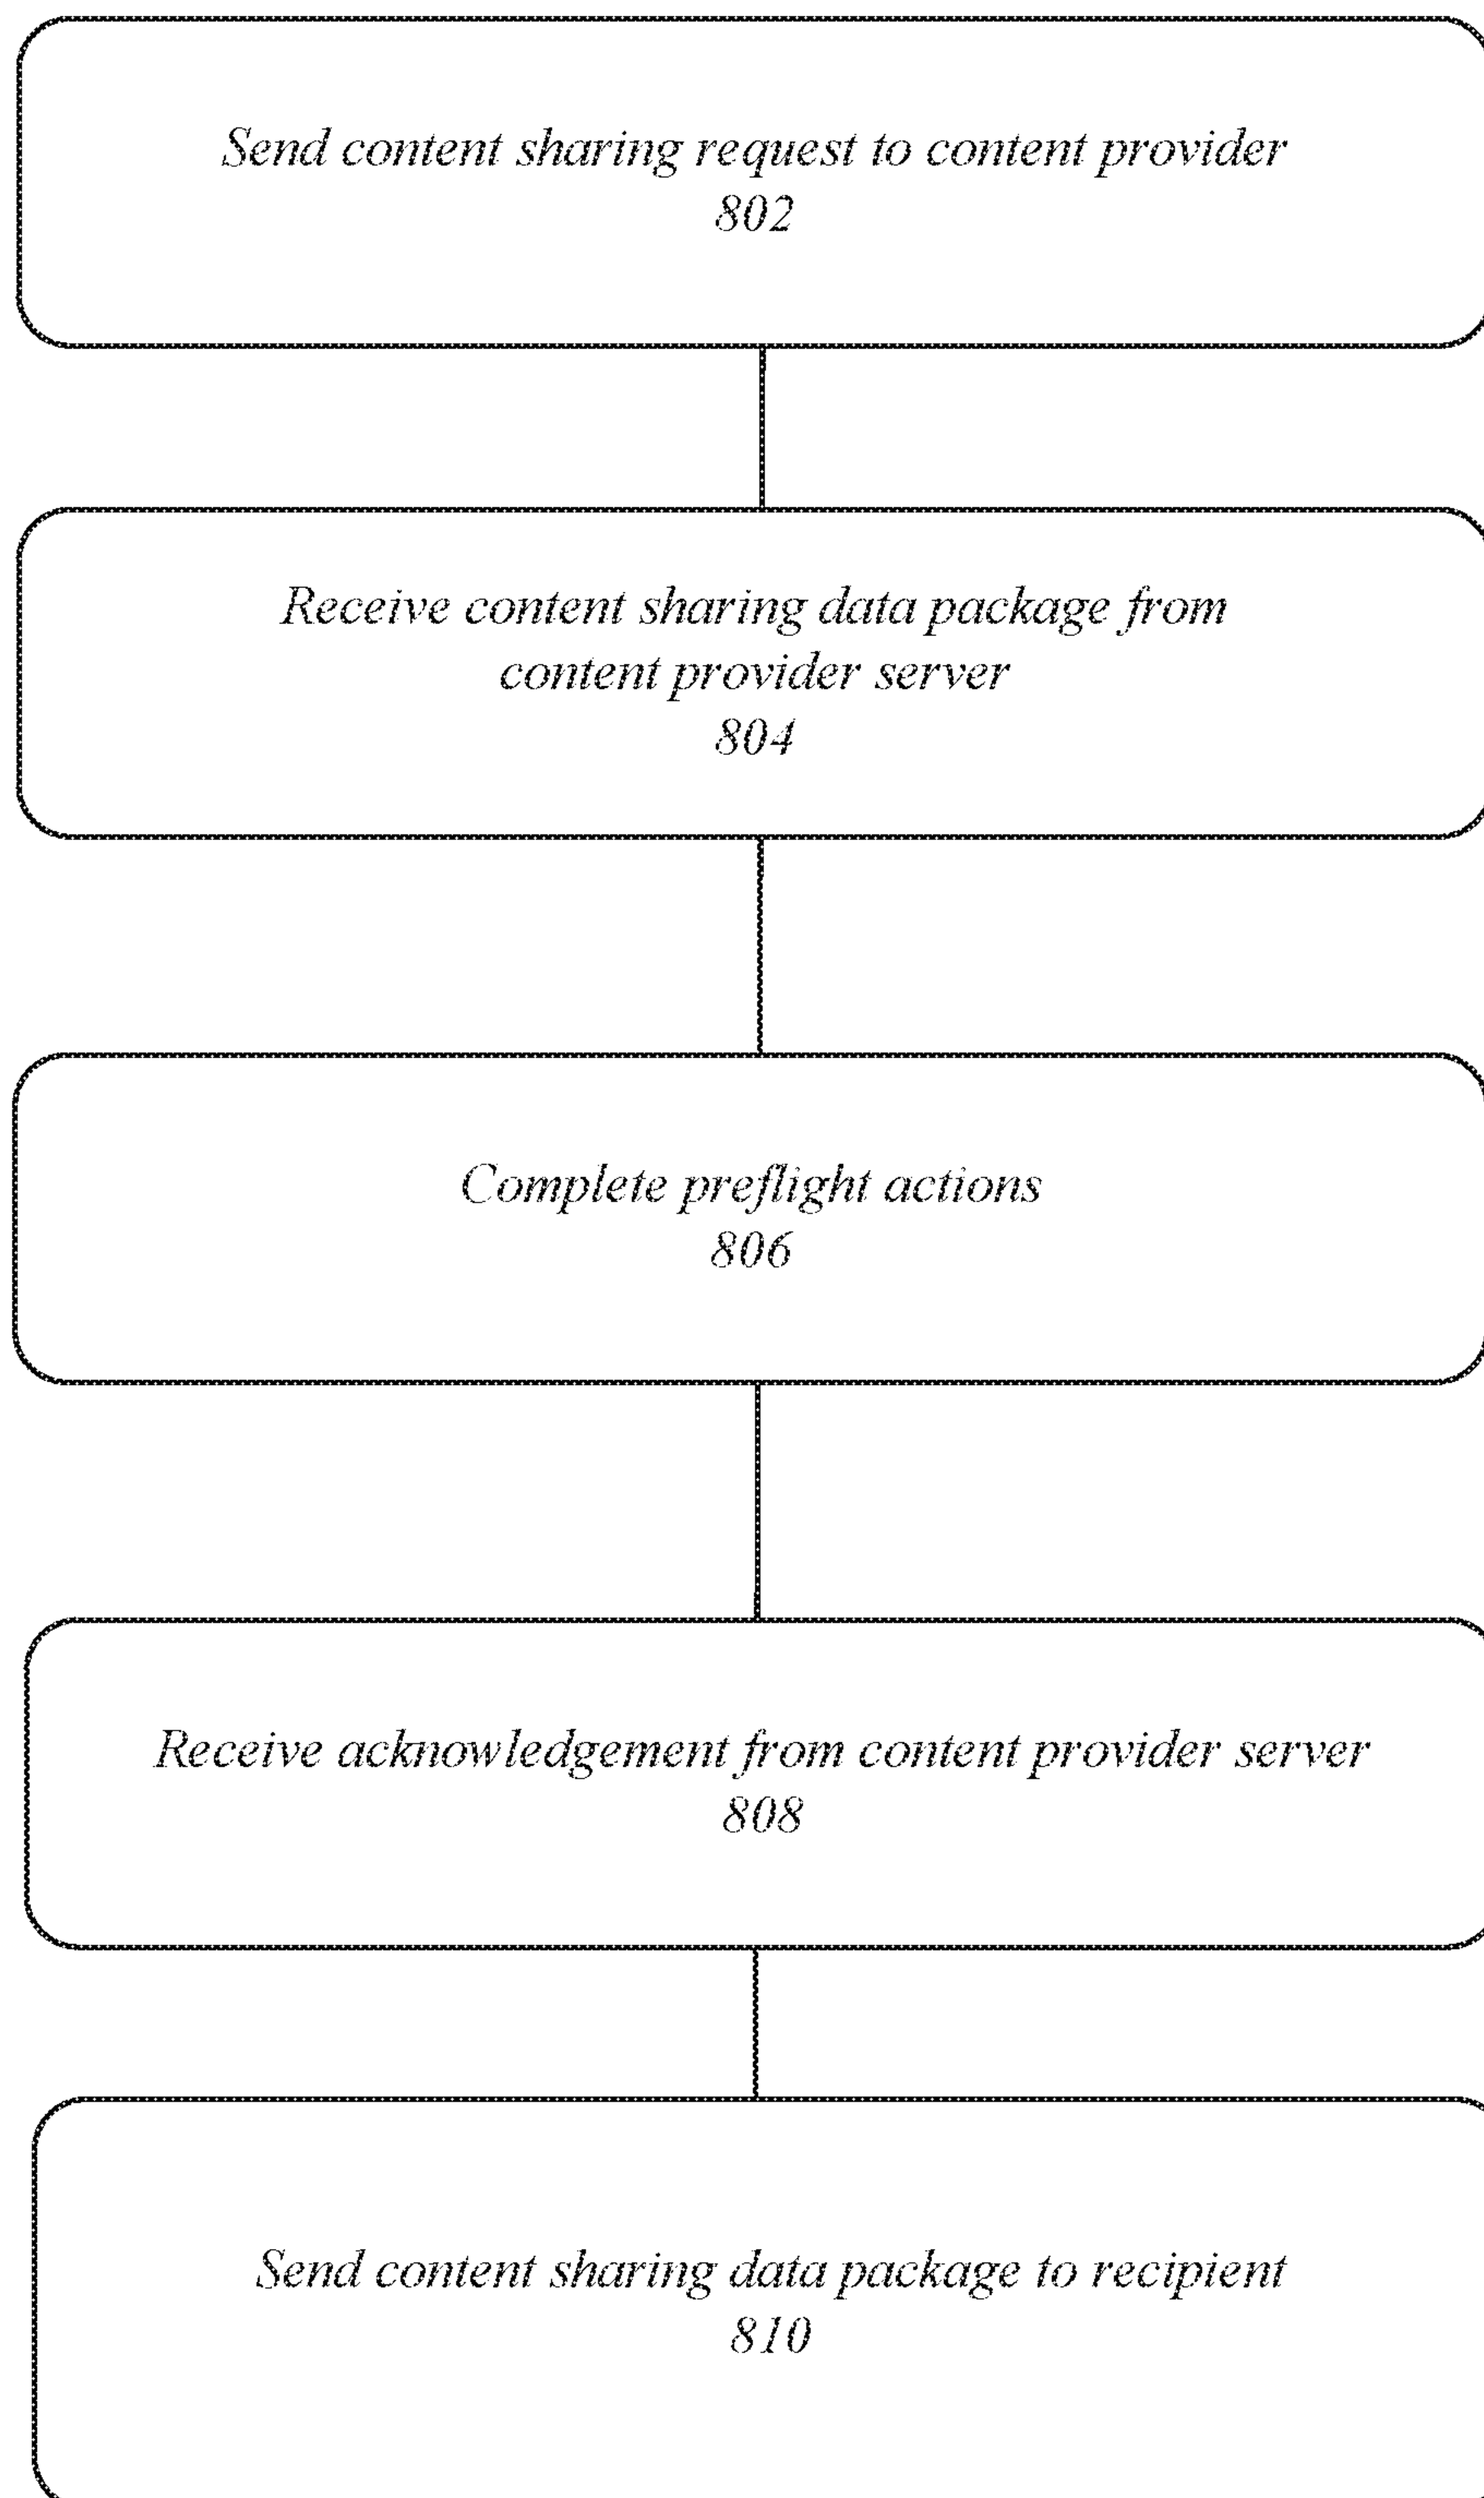 Send content sharing request to content provider
802
Receive content sharing data package from
content provider server
804
Complete preflight actions
806
Receive acknowledgement from content provider server
808
Send content sharing data package to recipient
810